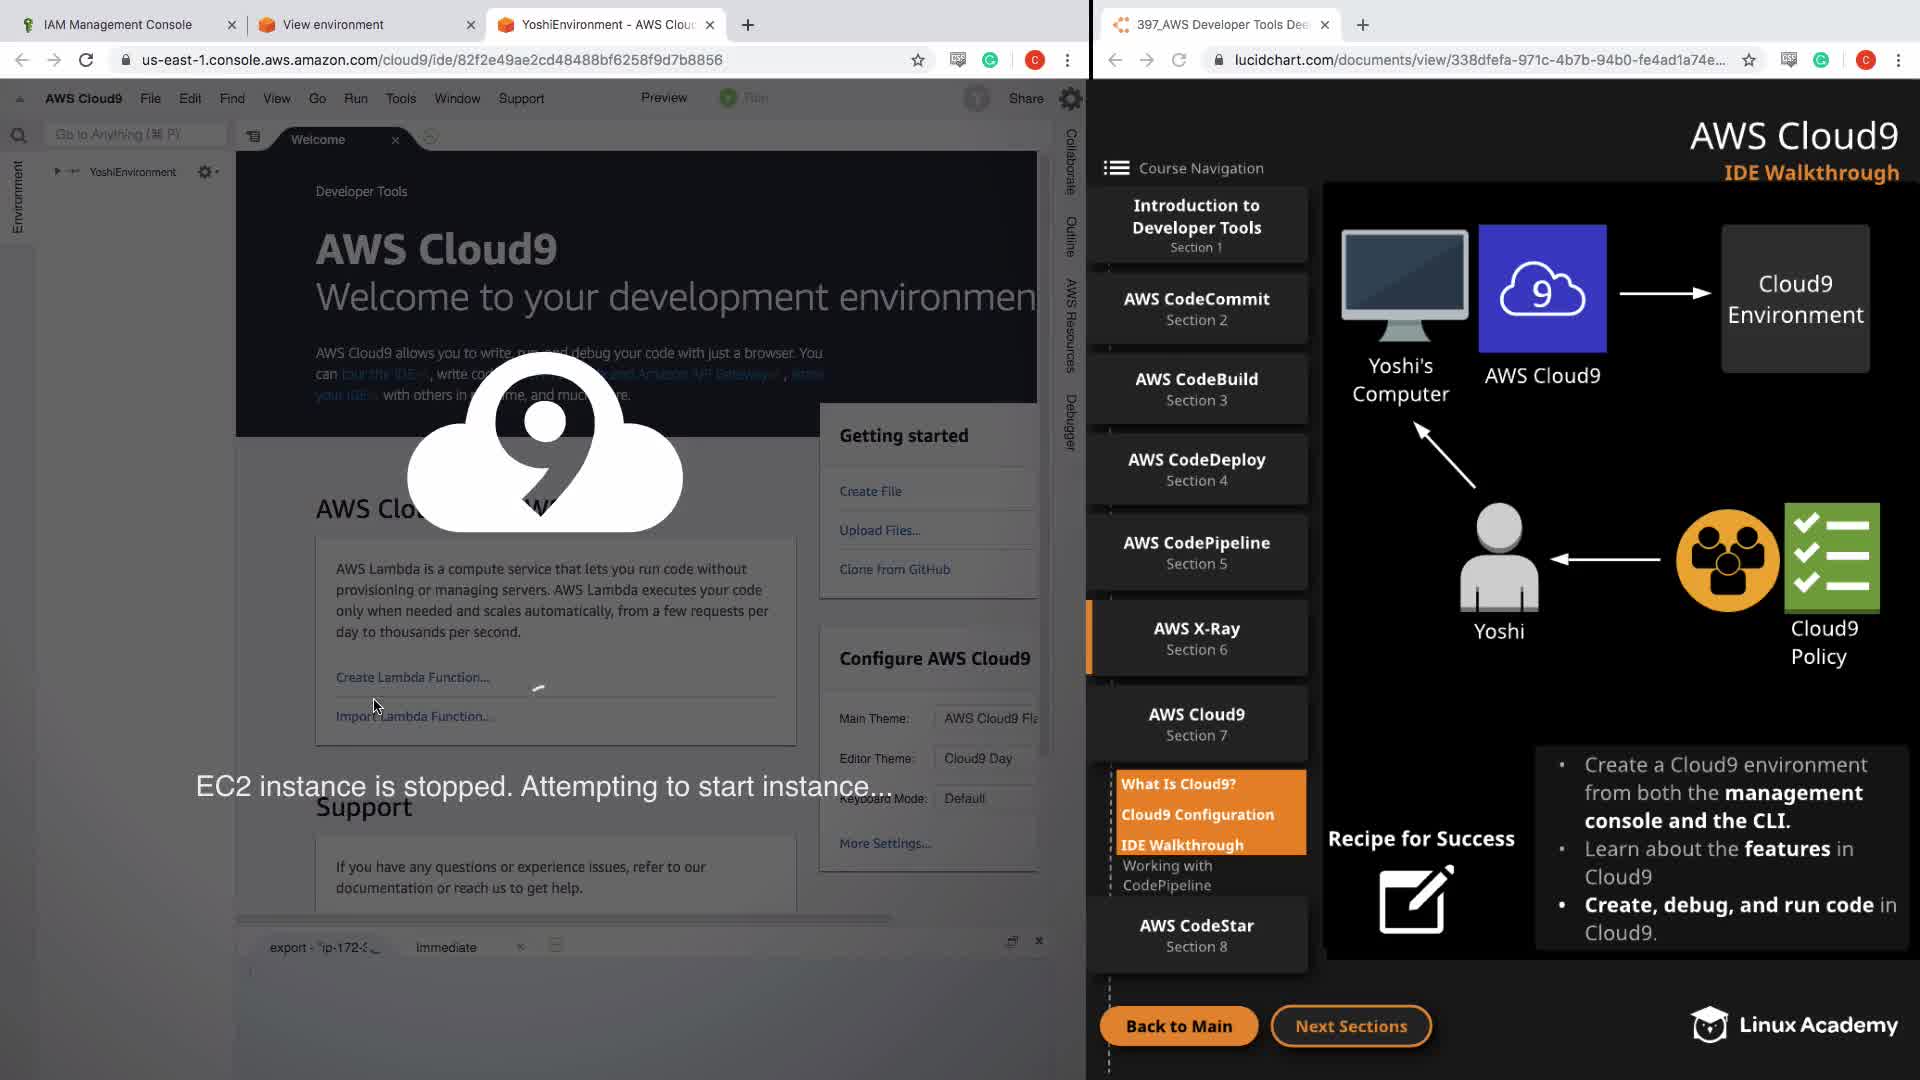 IAM Management Console
View environment
YoshiEnvironment - AWS Clou
us-east-1.console.aws.amazon.com/cloud9/ide/82f2e49ae2cd48488bf6258f9d7b8856
AWS Cloud9 File Edit Find View Go Run Tools Window Support Preview Run Share
Go to Anything (⌘ P)
Environment
YoshiEnvironment
Welcome
Developer Tools
AWS Cloud9
Welcome to your development environmen
AWS Cloud9 allows you to write, run and debug your code with just a browser. You
can tour the IDE, write and Amazon API Gateway,
your IDE with others in and much more.
AWS
Getting started
Create File
Upload Files...
Clone from GitHub
AWS Lambda is a compute service that lets you run code without
provisioning or managing servers. AWS Lambda executes your code
only when needed and scales automatically, from a few requests per
day to thousands per second.
Create Lambda Function...
Import Lambda Function...
Configure AWS Cloud9
Main Theme: AWS Cloud9 Fla
Editor Theme: Cloud9 Day
Keyboard Mode: Default
More Settings...
EC2 instance is stopped. Attempting to start instance...
Support
If you have any questions or experience issues, refer to our
documentation or reach us to get help.
export - "ip-172-3
Immediate
Collaborate
Outline
AWS Resources
Debugger
397_AWS Developer Tools Dee
lucidchart.com/documents/view/338dfefa-971c-4b7b-94b0-fe4ad1a74e...
AWS Cloud9
IDE Walkthrough
Course Navigation
Introduction to
Developer Tools
Section 1
AWS CodeCommit
Section 2
AWS CodeBuild
Section 3
AWS CodeDeploy
Section 4
AWS CodePipeline
Section 5
AWS X-Ray
Section 6
AWS Cloud9
Section 7
What Is Cloud9?
Cloud9 Configuration
IDE Walkthrough
Working with
CodePipeline
AWS CodeStar
Section 8
Back to Main
Next Sections
Yoshi's
Computer
9
AWS Cloud9
Cloud9
Environment
Yoshi
Cloud9
Policy
Recipe for Success
• Create a Cloud9 environment
from both the management
console and the CLI.
• Learn about the features in
Cloud9
• Create, debug, and run code in
Cloud9.
Linux Academy